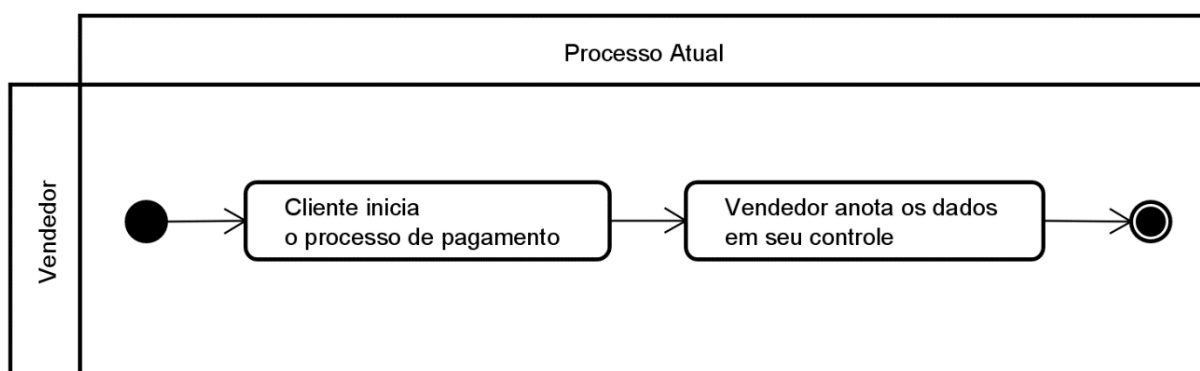 Processo Atual
Vendedor
Cliente inicia
o processo de pagamento
Vendedor anota os dados
em seu controle